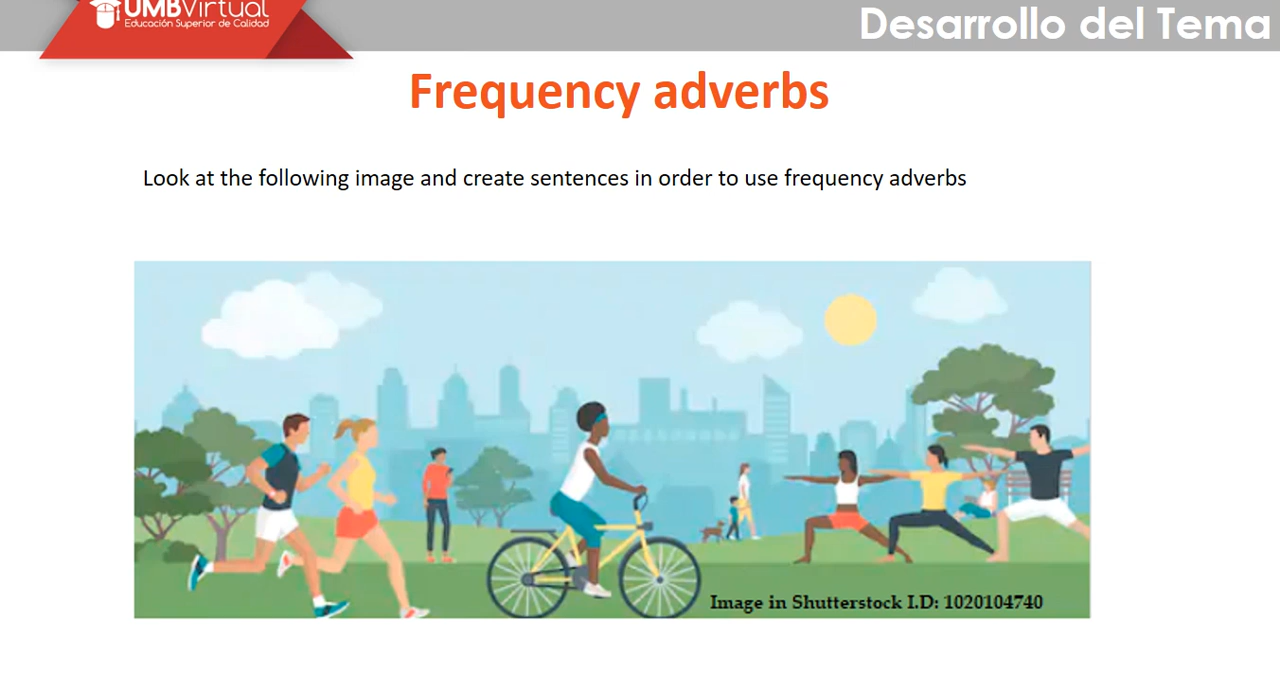 UMBVirtual
Educación Superior de Calidad
Desarrollo del Tema
Frequency adverbs
Look at the following image and create sentences in order to use frequency adverbs
Image in Shutterstock I.D: 1020104740